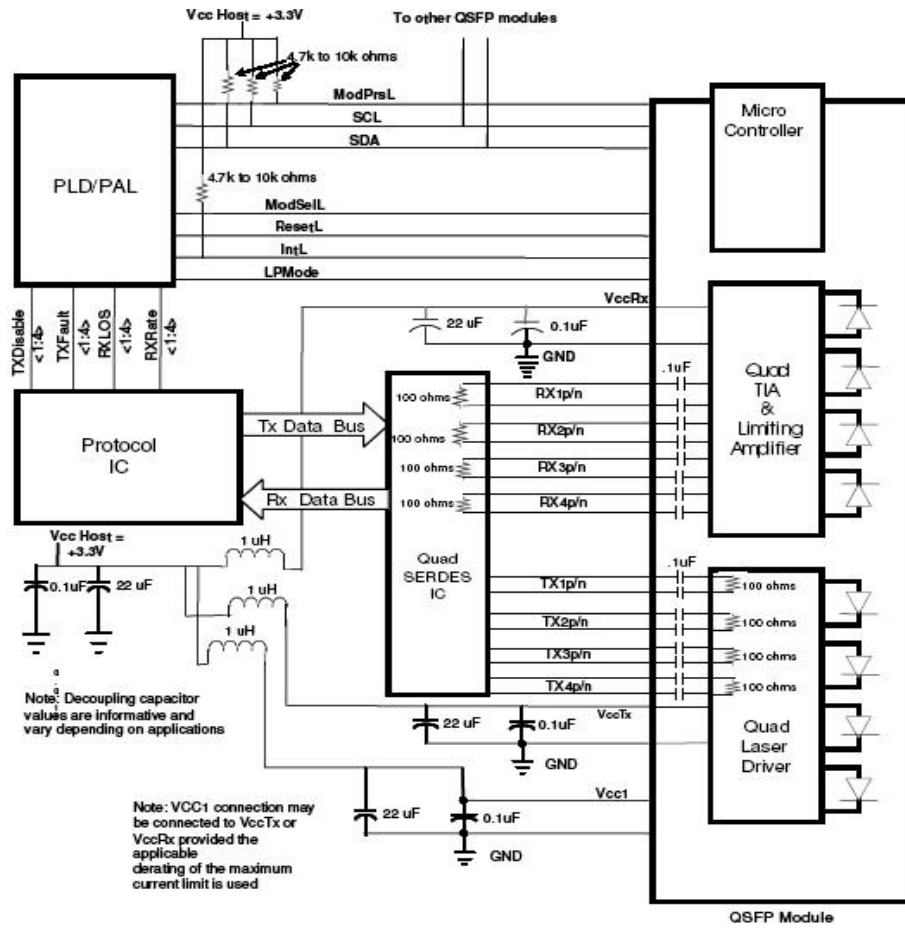 Vcc Host = +3.3V
To other QSFP modules
4.7k to 10k ohms
ModPrsL
SCL
SDA
Micro
Controller
PLD/PAL
4.7k to 10k ohms
ModSelL
ResetL
IntL
LPMode
TXDisable
<1:4>
TXFault
<1:4>
RXLOS
<1:4>
RXRate
<1:4>
VccRx
22 uF
0.1uF
GND
Quad
TIA
&
Limiting
Amplifier
.1uF
100 ohms
RX1p/n
100 ohms
RX2p/n
100 ohms
RX3p/n
100 ohms
RX4p/n
Protocol
IC
Tx Data Bus
Rx Data Bus
Quad
SERDES
IC
Vcc Host =
+3.3V
0.1uF
22 uF
1 uH
1 uH
1 uH
.1uF
TX1p/n
100 ohms
TX2p/n
100 ohms
TX3p/n
100 ohms
TX4p/n
100 ohms
Quad
Laser
Driver
Note: Decoupling capacitor
values are informative and
vary depending on applications
VccTx
22 uF
0.1uF
GND
Vcc1
22 uF
0.1uF
GND
Note: VCC1 connection may
be connected to VccTx or
VccRx provided the
applicable
derating of the maximum
current limit is used
QSFP Module